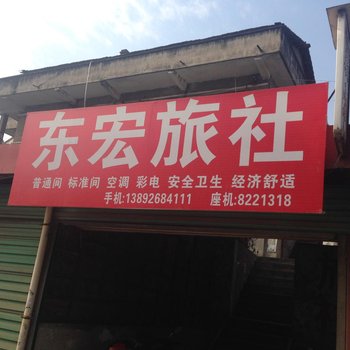 东宏旅社
普通间 标准间 空调 彩电 安全卫生 经济舒适
手机:13892684111 座机:8221318